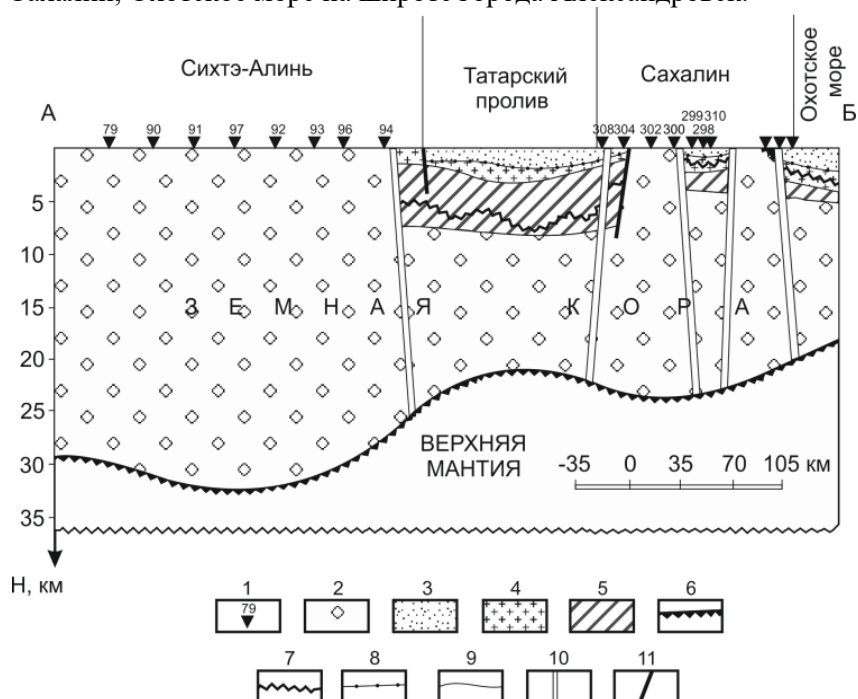 Сихтэ-Алинь
Татарский
пролив
Сахалин
Охотское
море
А
Б
79 90 91 97 92 93 96 94 308 304 302 300 299 310
298
5
10
15
20
25
30
35
З Е М Н А Я К О Р А
ВЕРХНЯЯ
МАНТИЯ
-35 0 35 70 105 км
Н, км
1 2 3 4 5 6
79
7 8 9 10 11